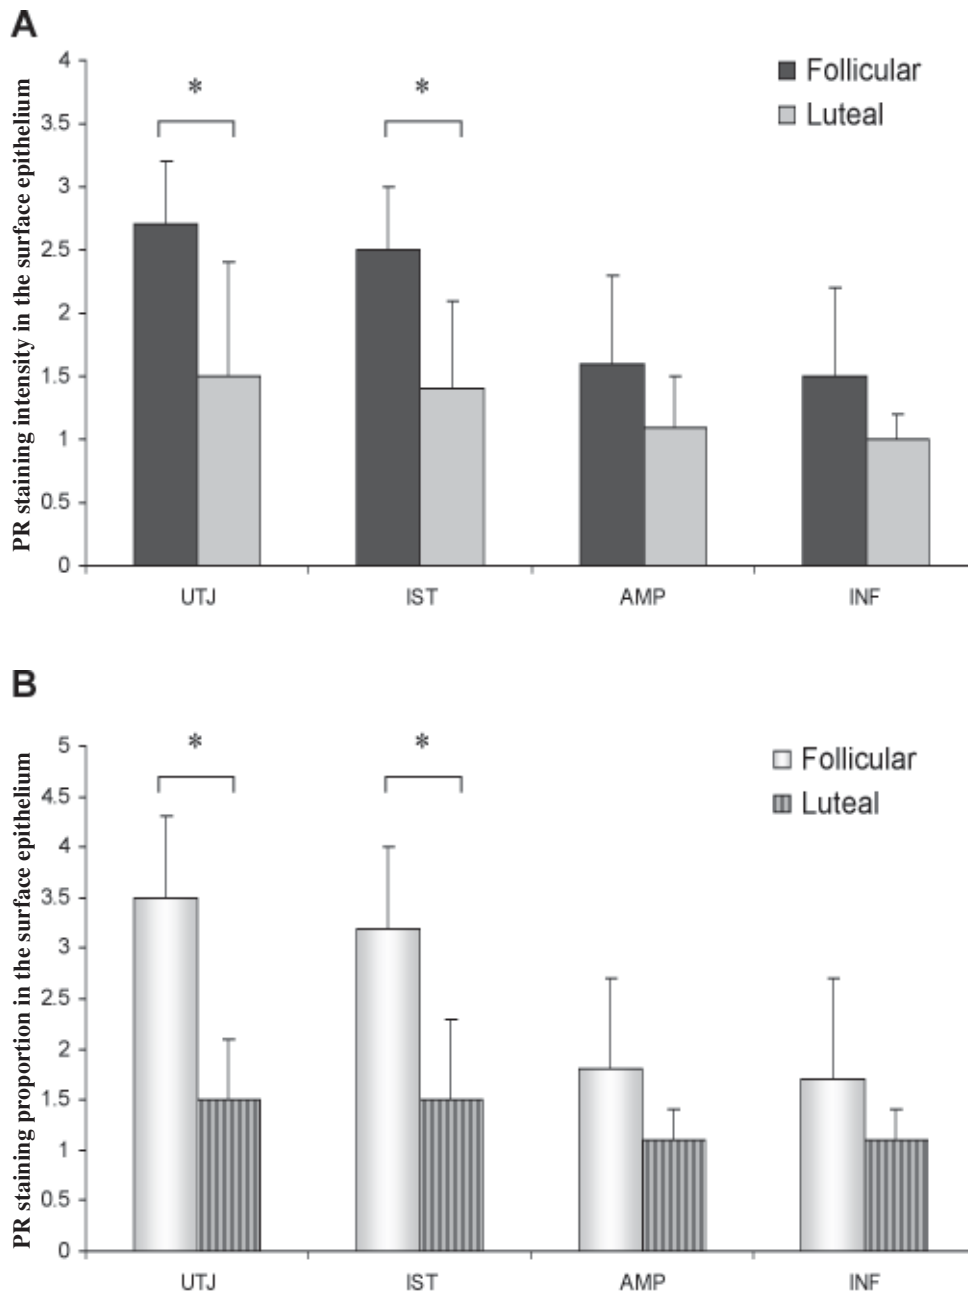 A
PR staining intensity in the surface epithelium
4
3.5
3
2.5
2
1.5
1
0.5
0
*
*
Follicular
Luteal
UTJ IST AMP INF
B
PR staining proportion in the surface epithelium
5
4.5
4
3.5
3
2.5
2
1.5
1
0.5
0
*
*
Follicular
Luteal
UTJ IST AMP INF